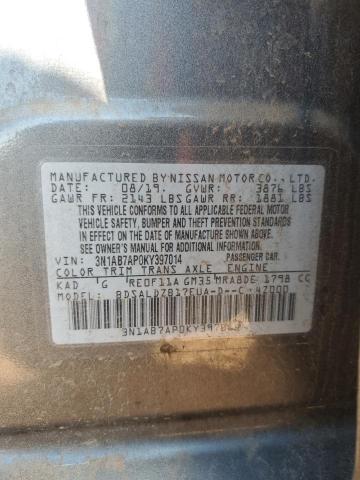 MANUFACTURED BY NISSAN MOTOR CO., LTD.
DATE: 08/19 GVWR: 3876 LBS
GAWR FR: 2143 LBS GAWR RR: 1881 LBS
THIS VEHICLE CONFORMS TO ALL APPLICABLE FEDERAL MOTOR
VEHICLE SAFETY, BUMPER AND THEFT PREVENTION STANDARDS
IN EFFECT ON THE DATE OF MANUFACTURE SHOWN ABOVE.
SEE OWNER'S MANUAL FOR ADDITIONAL INFORMATION.
VIN: 3N1AB7AP0KY397014 PASSENGER CAR.
COLOR TRIM TRANS AXLE ENGINE
KAD G RE0F11A GM35 MRA8DE 1798 CC
MODEL: BDSALDZB17EUA-D--C-47000
3N1AB7AP0KY397014